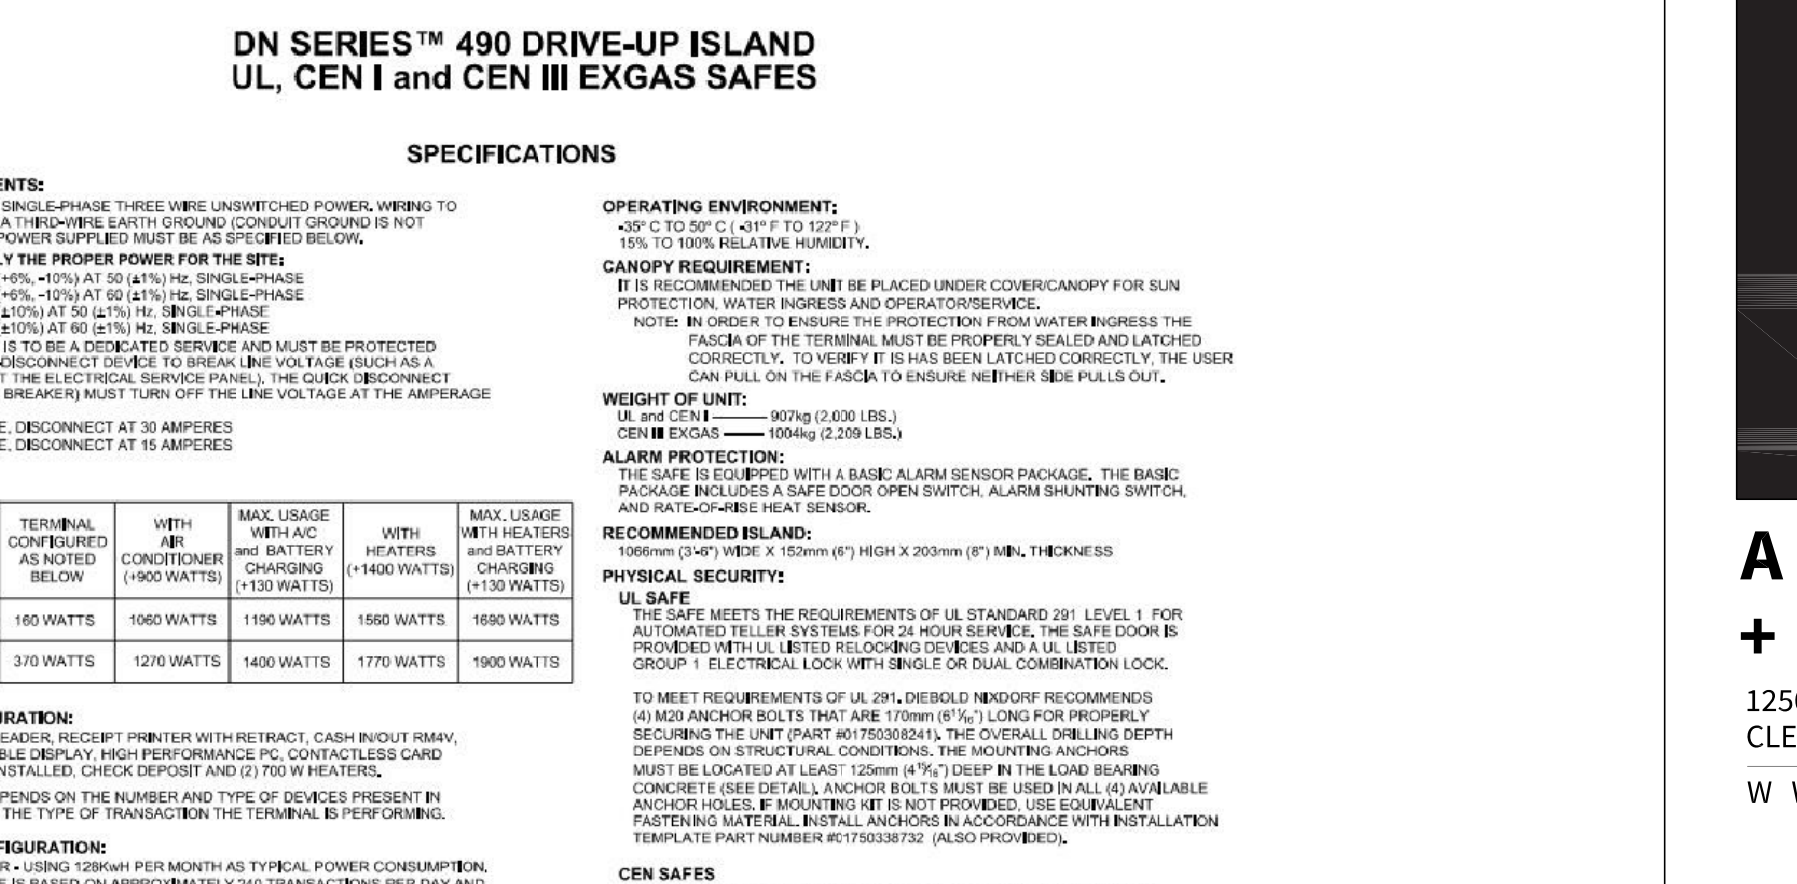 DN SERIES™ 490 DRIVE-UP ISLAND
UL, CEN I and CEN III EXGAS SAFES
SPECIFICATIONS
ENTS:
SINGLE-PHASE THREE WIRE UNSWITCHED POWER. WIRING TO
A THIRD-WIRE EARTH GROUND (CONDUIT GROUND IS NOT
POWER SUPPLIED MUST BE AS SPECIFIED BELOW.
LY THE PROPER POWER FOR THE SITE:
(+6%, -10%) AT 50 (±1%) Hz, SINGLE-PHASE
(+6%, -10%) AT 60 (±1%) Hz, SINGLE-PHASE
(±10%) AT 50 (±1%) Hz, SINGLE-PHASE
(±10%) AT 60 (±1%) Hz, SINGLE-PHASE
IS TO BE A DEDICATED SERVICE AND MUST BE PROTECTED
DISCONNECT DEVICE TO BREAK LINE VOLTAGE (SUCH AS A
T THE ELECTRICAL SERVICE PANEL). THE QUICK DISCONNECT
BREAKER) MUST TURN OFF THE LINE VOLTAGE AT THE AMPERAGE
E, DISCONNECT AT 30 AMPERES
E, DISCONNECT AT 15 AMPERES
TERMINAL CONFIGURED AS NOTED BELOW
WITH AIR CONDITIONER (+900 WATTS)
MAX. USAGE WITH A/C and BATTERY CHARGING (+130 WATTS)
WITH HEATERS (+1400 WATTS)
MAX. USAGE WITH HEATERS and BATTERY CHARGING (+130 WATTS)
160 WATTS 1060 WATTS 1190 WATTS 1560 WATTS 1690 WATTS
370 WATTS 1270 WATTS 1400 WATTS 1770 WATTS 1900 WATTS
URATION:
EADER, RECEIPT PRINTER WITH RETRACT, CASH IN/OUT RM4V,
BLE DISPLAY, HIGH PERFORMANCE PC, CONTACTLESS CARD
NSTALLED, CHECK DEPOSIT AND (2) 700 W HEATERS.
PENDS ON THE NUMBER AND TYPE OF DEVICES PRESENT IN
THE TYPE OF TRANSACTION THE TERMINAL IS PERFORMING.
FIGURATION:
R - USING 128KwH PER MONTH AS TYPICAL POWER CONSUMPTION.
E IS BASED ON APPROXIMATELY 240 TRANSACTIONS PER DAY AND
OPERATING ENVIRONMENT:
-35° C TO 50° C ( -31° F TO 122° F )
15% TO 100% RELATIVE HUMIDITY.
CANOPY REQUIREMENT:
IT IS RECOMMENDED THE UNIT BE PLACED UNDER COVER/CANOPY FOR SUN
PROTECTION, WATER INGRESS AND OPERATOR/SERVICE.
NOTE: IN ORDER TO ENSURE THE PROTECTION FROM WATER INGRESS THE
FASCIA OF THE TERMINAL MUST BE PROPERLY SEALED AND LATCHED
CORRECTLY. TO VERIFY IT IS HAS BEEN LATCHED CORRECTLY, THE USER
CAN PULL ON THE FASCIA TO ENSURE NEITHER SIDE PULLS OUT.
WEIGHT OF UNIT:
UL and CEN I ——— 907kg (2,000 LBS.)
CEN III EXGAS ——— 1004kg (2,209 LBS.)
ALARM PROTECTION:
THE SAFE IS EQUIPPED WITH A BASIC ALARM SENSOR PACKAGE. THE BASIC
PACKAGE INCLUDES A SAFE DOOR OPEN SWITCH, ALARM SHUNTING SWITCH,
AND RATE-OF-RISE HEAT SENSOR.
RECOMMENDED ISLAND:
1066mm (3'-6") WIDE X 152mm (6") HIGH X 203mm (8") MIN. THICKNESS
PHYSICAL SECURITY:
UL SAFE
THE SAFE MEETS THE REQUIREMENTS OF UL STANDARD 291 LEVEL 1 FOR
AUTOMATED TELLER SYSTEMS FOR 24 HOUR SERVICE. THE SAFE DOOR IS
PROVIDED WITH UL LISTED RELOCKING DEVICES AND A UL LISTED
GROUP 1 ELECTRICAL LOCK WITH SINGLE OR DUAL COMBINATION LOCK.
TO MEET REQUIREMENTS OF UL 291, DIEBOLD NIXDORF RECOMMENDS
(4) M20 ANCHOR BOLTS THAT ARE 170mm (6 11/16") LONG FOR PROPERLY
SECURING THE UNIT (PART #01750308241). THE OVERALL DRILLING DEPTH
DEPENDS ON STRUCTURAL CONDITIONS. THE MOUNTING ANCHORS
MUST BE LOCATED AT LEAST 125mm (4 15/16") DEEP IN THE LOAD BEARING
CONCRETE (SEE DETAIL). ANCHOR BOLTS MUST BE USED IN ALL (4) AVAILABLE
ANCHOR HOLES. IF MOUNTING KIT IS NOT PROVIDED, USE EQUIVALENT
FASTENING MATERIAL. INSTALL ANCHORS IN ACCORDANCE WITH INSTALLATION
TEMPLATE PART NUMBER #01750338732 (ALSO PROVIDED).
CEN SAFES
A
+
125
CLE
W